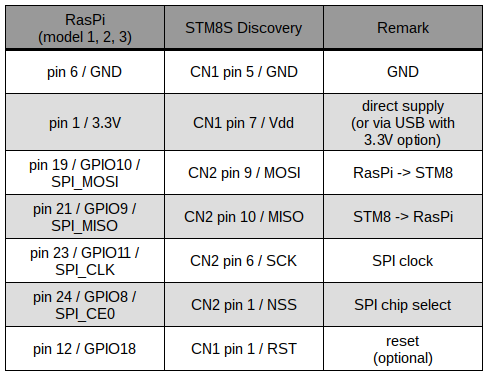 RasPi
(model 1, 2, 3)
STM8S Discovery
Remark
pin 6 / GND
CN1 pin 5 / GND
GND
pin 1 / 3.3V
CN1 pin 7 / Vdd
direct supply
(or via USB with
3.3V option)
pin 19 / GPIO10 /
SPI_MOSI
CN2 pin 9 / MOSI
RasPi -> STM8
pin 21 / GPIO9 /
SPI_MISO
CN2 pin 10 / MISO
STM8 -> RasPi
pin 23 / GPIO11 /
SPI_CLK
CN2 pin 6 / SCK
SPI clock
pin 24 / GPIO8 /
SPI_CE0
CN2 pin 1 / NSS
SPI chip select
pin 12 / GPIO18
CN1 pin 1 / RST
reset
(optional)